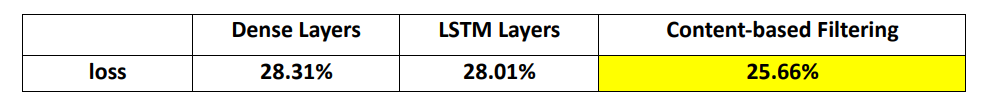 Dense Layers LSTM Layers Content-based Filtering
loss 28.31% 28.01% 25.66%